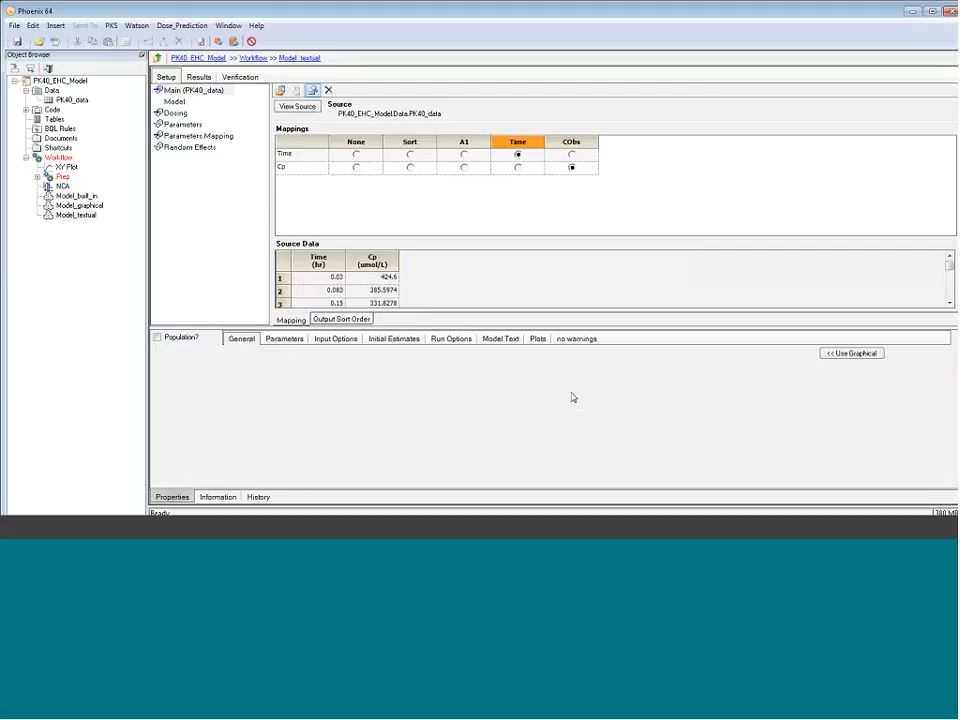 Phoenix 64
File Edit Insert Send To PKS Watson Dose_Prediction Window Help
Object Browser
PK40_EHC_Model >> Workflow >> Model_textual
PK40_EHC_Model
Data
PK40_data
Code
Tables
BQL Rules
Documents
Shortcuts
Workflow
XY Plot
Prep
NCA
Model_built_in
Model_graphical
Model_textual
Setup Results Verification
Main (PK40_data)
Model
Dosing
Parameters
Parameters.Mapping
Random Effects
View Source
Source
PK40_EHC_Model.Data.PK40_data
Mappings
None Sort A1 Time CObs
Time
Cp
Source Data
Time (hr) Cp (umol/L)
1 0.03 424.6
2 0.083 385.5974
3 0.15 331.8278
Mapping Output Sort Order
Population? General Parameters Input Options Initial Estimates Run Options Model Text Plots no warnings
<< Use Graphical
Properties Information History
Ready 380 MB